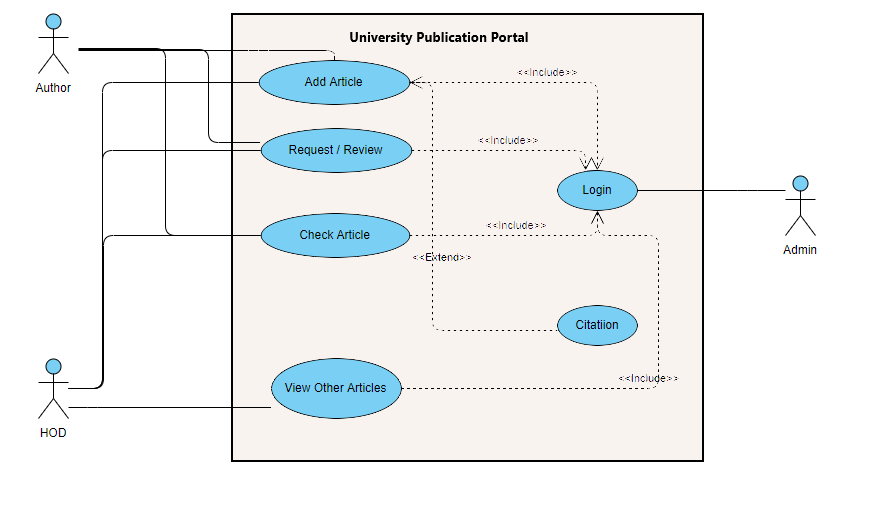 University Publication Portal
Author
Add Article
<<Include>>
Request / Review
<<Include>>
Login
Admin
Check Article
<<Include>>
<<Extend>>
Citatiion
View Other Articles
<<Include>>
HOD